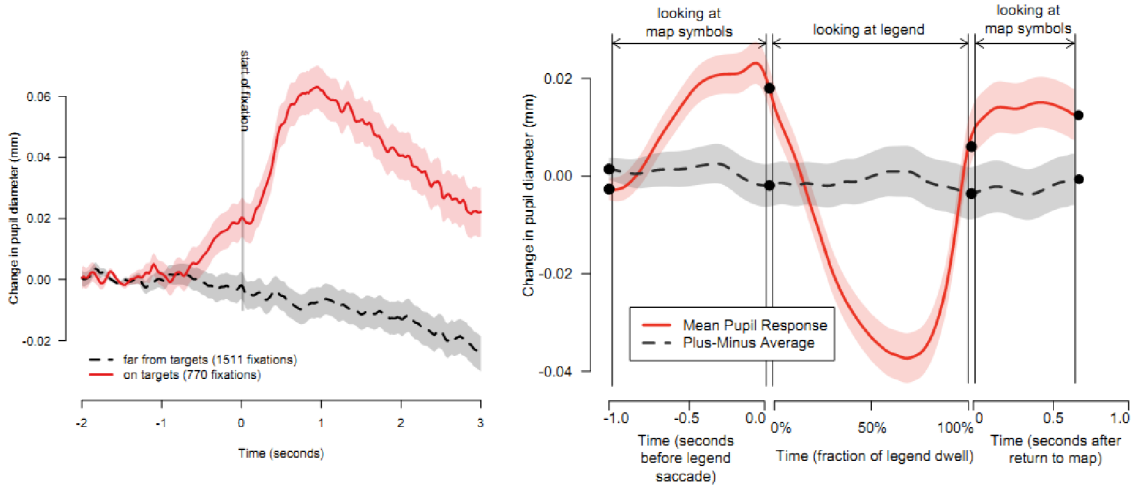 start of fixation
Change in pupil diameter (mm)
0.06
0.04
0.02
0.00
-0.02
far from targets (1511 fixations)
on targets (770 fixations)
-2
-1
0
1
2
3
Time (seconds)
looking at
map symbols
looking at legend
looking at
map symbols
Change in pupil diameter (mm)
0.02
0.00
-0.02
-0.04
Mean Pupil Response
Plus-Minus Average
-1.0
-0.5
0.0
0%
50%
100%
0
0.5
1.0
Time (seconds
before legend
saccade)
Time (fraction of legend dwell)
Time (seconds after
return to map)